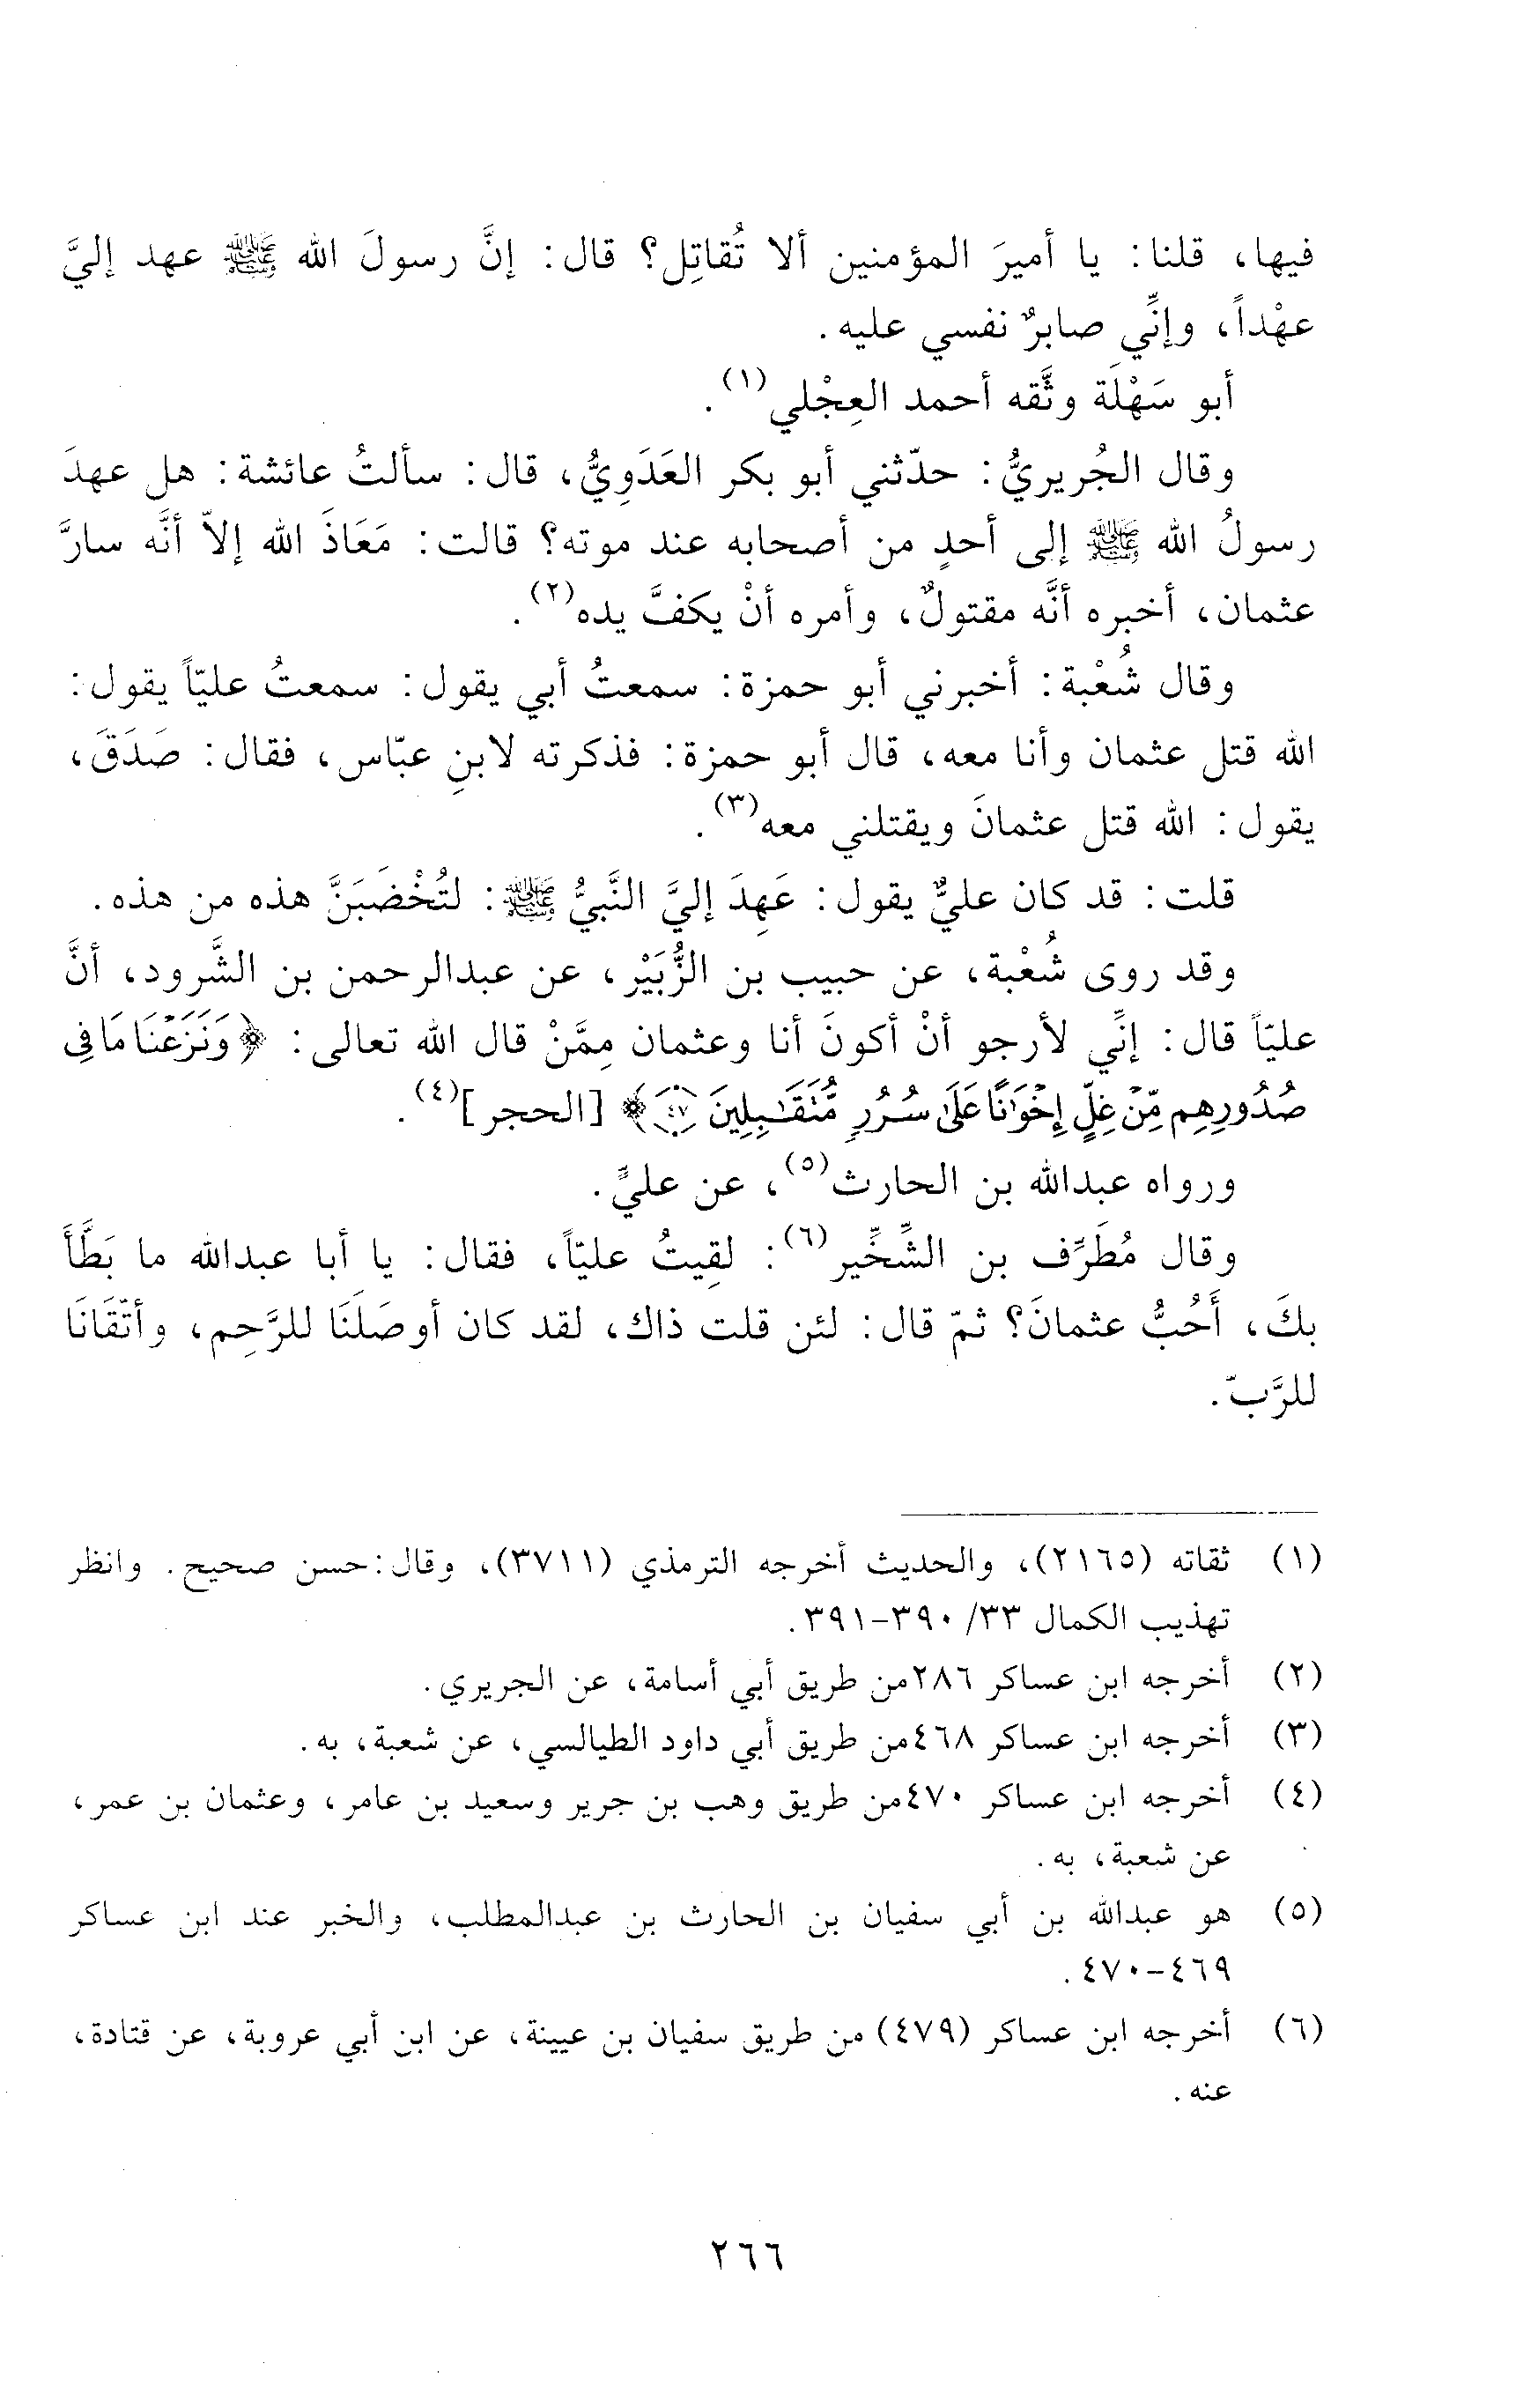 فيها، قلنا: يا أميرَ المؤمنين ألا تُقاتِل؟ قال: إنَّ رسولَ الله ﷺ عهد إليَّ
عهْداً، وإنِّي صابرٌ نفسي عليه.
أبو سَهْلَة وثَّقه أحمد العِجْلي(١).
وقال الجُريريُّ: حدّثني أبو بكر العَدَوِيُّ، قال: سألتُ عائشة: هل عهدَ
رسولُ الله ﷺ إلى أحدٍ من أصحابه عند موته؟ قالت: مَعَاذَ الله إلاّ أنَّه سارَّ
عثمان، أخبره أنَّه مقتولٌ، وأمره أنْ يكفَّ يده(٢).
وقال شُعْبة: أخبرني أبو حمزة: سمعتُ أبي يقول: سمعتُ عليّاً يقول:
الله قتل عثمان وأنا معه، قال أبو حمزة: فذكرته لابنِ عبّاس، فقال: صَدَقَ،
يقول: الله قتل عثمانَ ويقتلني معه(٣).
قلت: قد كان عليٌّ يقول: عَهِدَ إليَّ النَّبيُّ ﷺ: لتُخْضَبَنَّ هذه من هذه.
وقد روى شُعْبة، عن حبيب بن الزُّبَيْر، عن عبدالرحمن بن الشَّرود، أنَّ
عليّاً قال: إنِّي لأرجو أنْ أكونَ أنا وعثمان مِمَّنْ قال الله تعالى: ﴿وَنَزَعْنَا مَا فِي
صُدُورِهِم مِّنْ غِلٍّ إِخْوَٰنًا عَلَىٰ سُرُرٍ مُّتَقَٰبِلِينَ ٤٧﴾ [الحجر](٤).
ورواه عبدالله بن الحارث(٥)، عن عليٍّ.
وقال مُطَرِّف بن الشِّخِّير(٦): لقِيتُ عليّاً، فقال: يا أبا عبدالله ما بَطَّأَ
بكَ، أَحُبُّ عثمانَ؟ ثمّ قال: لئن قلت ذاك، لقد كان أوصَلَنَا للرَّحِم، وأتّقَانَا
للرَّبّ.
(١) ثقاته (٢١٦٥)، والحديث أخرجه الترمذي (٣٧١١)، وقال: حسن صحيح. وانظر
تهذيب الكمال ٣٣/ ٣٩٠-٣٩١.
(٢) أخرجه ابن عساكر ٢٨٦من طريق أبي أسامة، عن الجريري.
(٣) أخرجه ابن عساكر ٤٦٨من طريق أبي داود الطيالسي، عن شعبة، به.
(٤) أخرجه ابن عساكر ٤٧٠من طريق وهب بن جرير وسعيد بن عامر، وعثمان بن عمر،
عن شعبة، به.
(٥) هو عبدالله بن أبي سفيان بن الحارث بن عبدالمطلب، والخبر عند ابن عساكر
٤٦٩-٤٧٠.
(٦) أخرجه ابن عساكر (٤٧٩) من طريق سفيان بن عيينة، عن ابن أبي عروبة، عن قتادة،
عنه.
٢٦٦